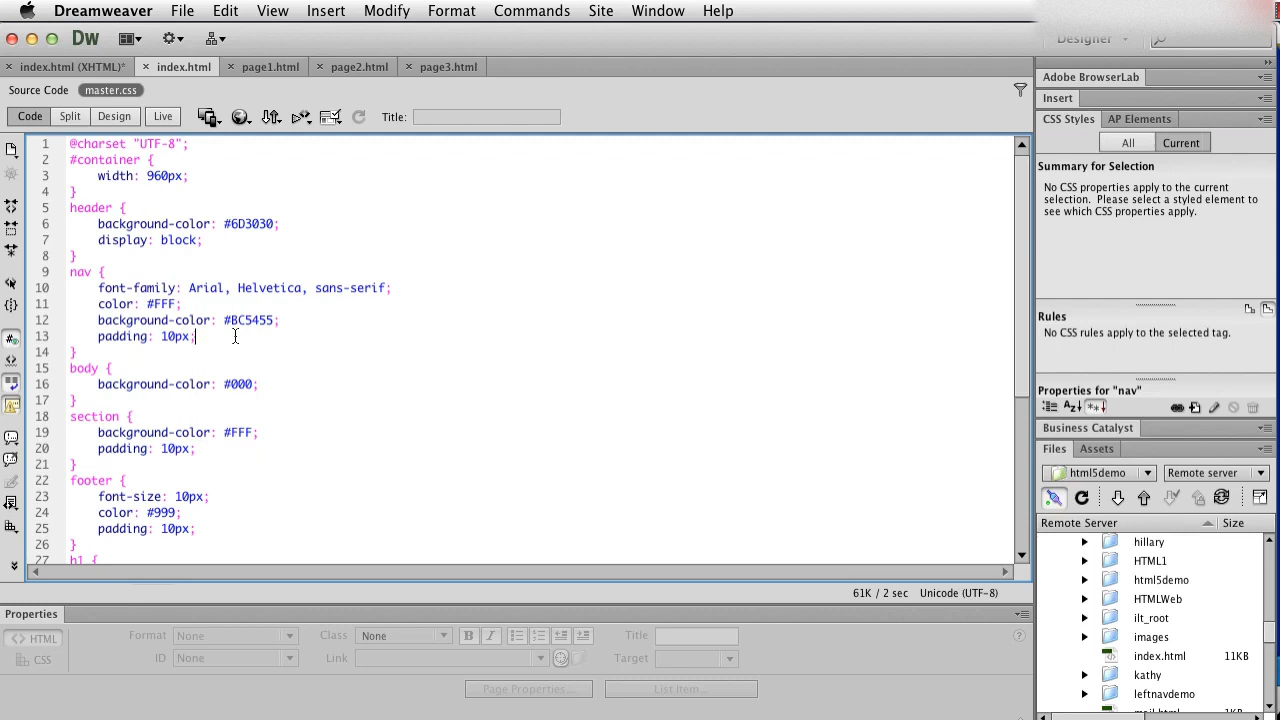 Dreamweaver File Edit View Insert Modify Format Commands Site Window Help
Dw Designer
index.html (XHTML)* index.html page1.html page2.html page3.html
Source Code master.css
Code Split Design Live Title:
1 @charset "UTF-8";
2 #container {
3 width: 960px;
4 }
5 header {
6 background-color: #6D3030;
7 display: block;
8 }
9 nav {
10 font-family: Arial, Helvetica, sans-serif;
11 color: #FFF;
12 background-color: #BC5455;
13 padding: 10px;
14 }
15 body {
16 background-color: #000;
17 }
18 section {
19 background-color: #FFF;
20 padding: 10px;
21 }
22 footer {
23 font-size: 10px;
24 color: #999;
25 padding: 10px;
26 }
27 h1 {
61K / 2 sec Unicode (UTF-8)
Properties
HTML Format None Class None B I Title
CSS ID None Link Target
Page Properties... List Item...
Adobe BrowserLab
Insert
CSS Styles AP Elements
All Current
Summary for Selection
No CSS properties apply to the current
selection. Please select a styled element to
see which CSS properties apply.
Rules
No CSS rules apply to the selected tag.
Properties for "nav"
Business Catalyst
Files Assets
html5demo Remote server
Remote Server Size
hillary
HTML1
html5demo
HTMLWeb
ilt_root
images
index.html 11KB
kathy
leftnavdemo
mail.html 1KB